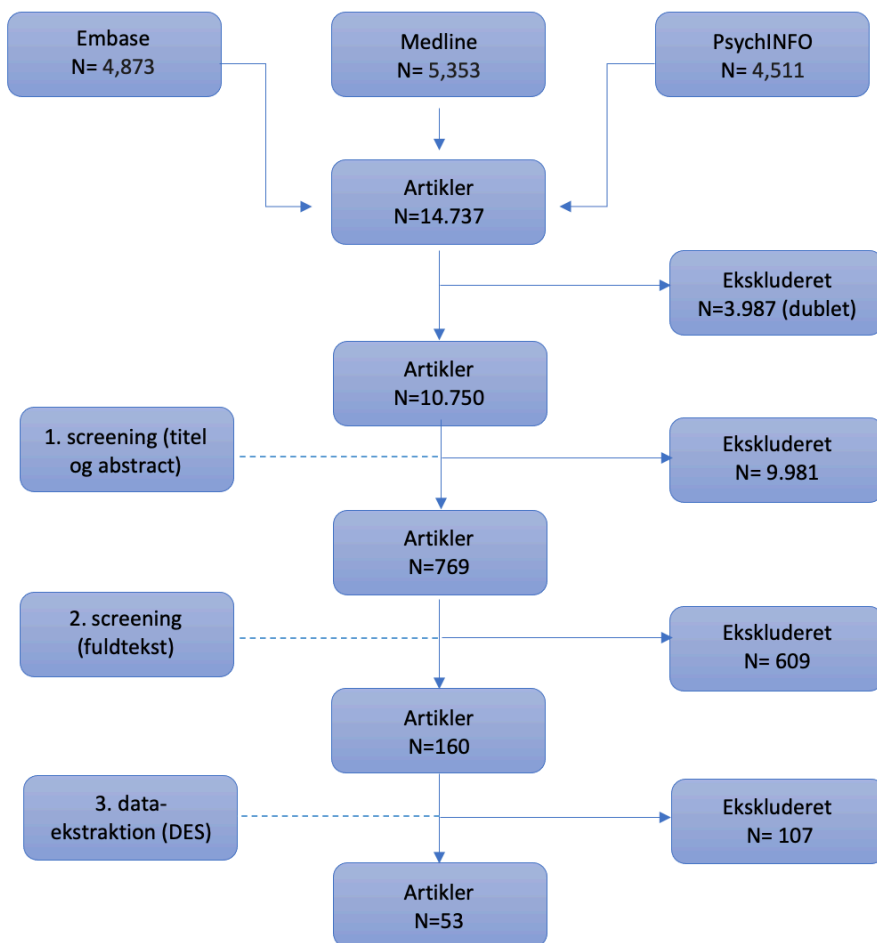 Embase
N= 4,873
Medline
N= 5,353
PsychINFO
N= 4,511
Artikler
N=14.737
Ekskluderet
N=3.987 (dublet)
Artikler
N=10.750
1. screening (titel
og abstract)
Ekskluderet
N= 9.981
Artikler
N=769
2. screening
(fuldtekst)
Ekskluderet
N= 609
Artikler
N=160
3. data-
ekstraktion (DES)
Ekskluderet
N= 107
Artikler
N=53